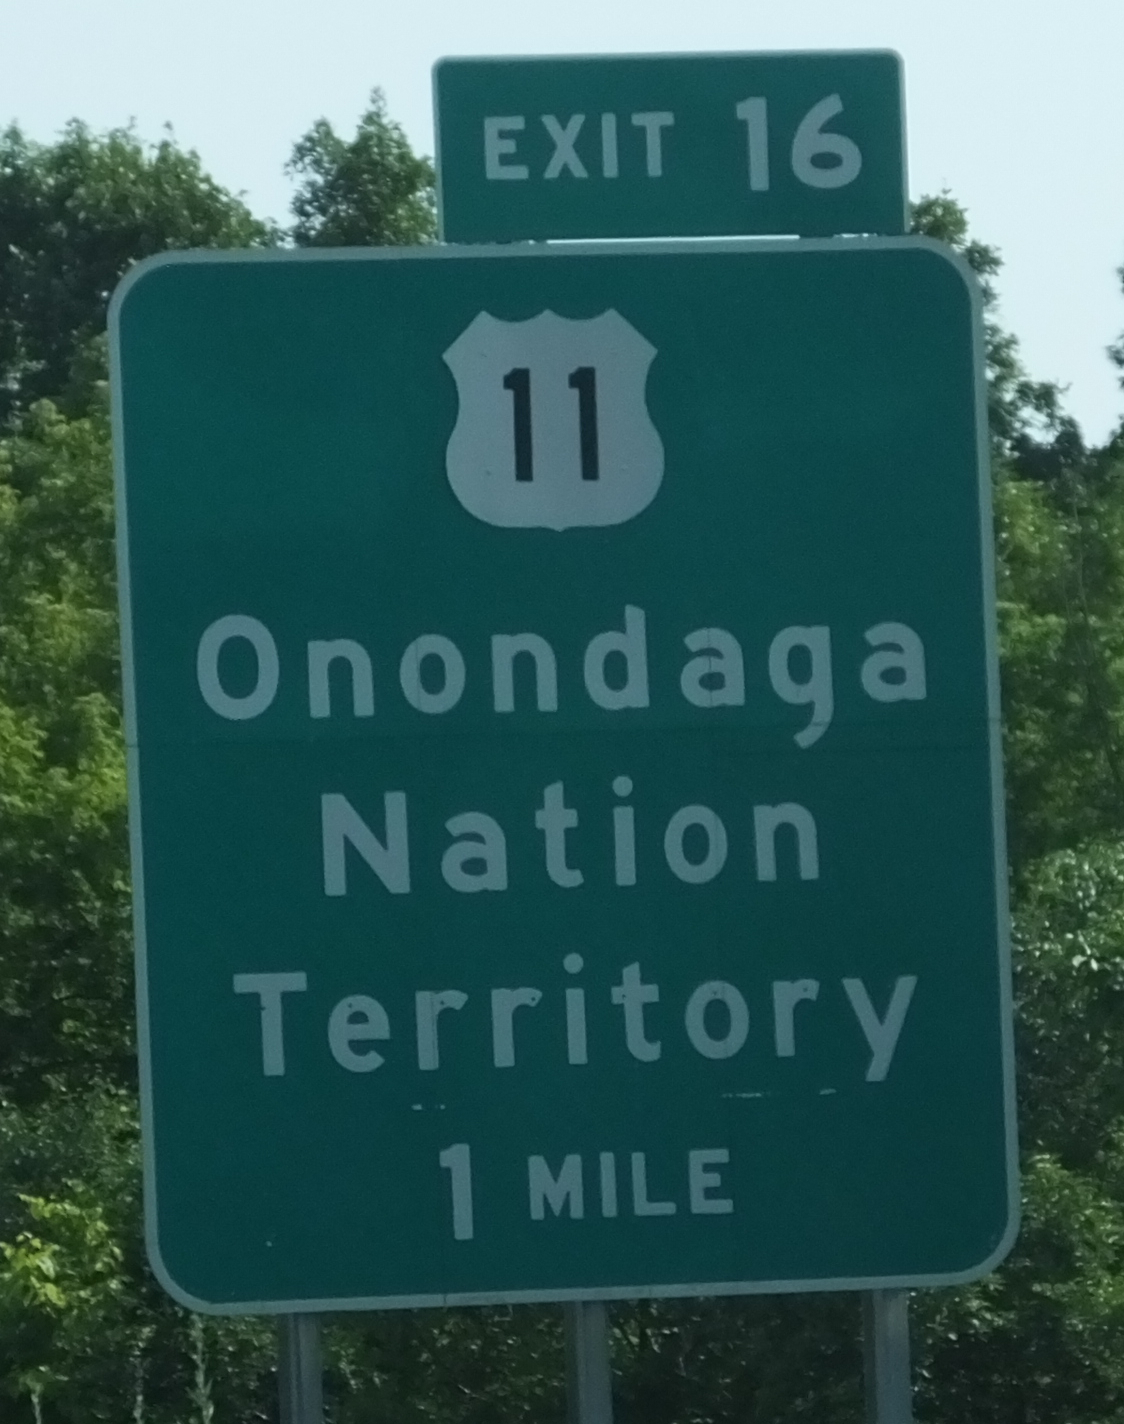 EXIT 16
11
Onondaga
Nation
Territory
1 MILE